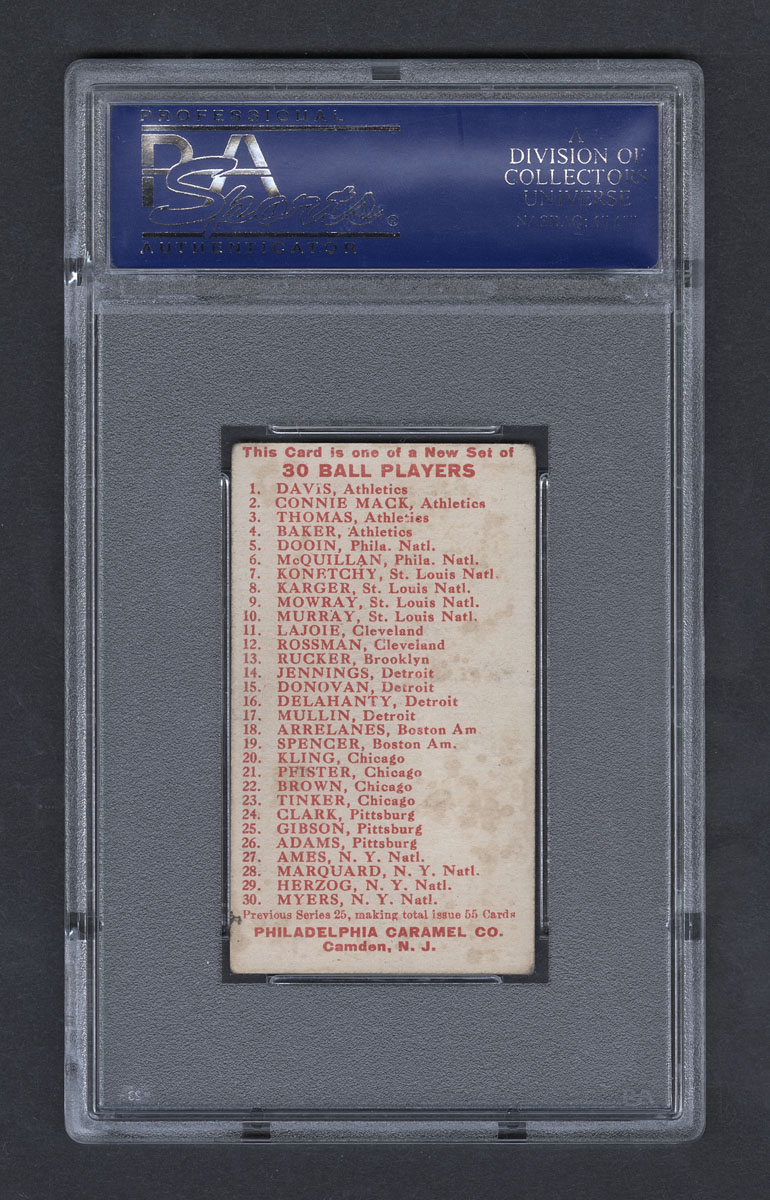 PROFESSIONAL
PSA
Sports
AUTHENTICATOR
A
DIVISION OF
COLLECTORS
UNIVERSE
This Card is one of a New Set of
30 BALL PLAYERS
1. DAVIS, Athletics
2. CONNIE MACK, Athletics
3. THOMAS, Athletics
4. BAKER, Athletics
5. DOOIN, Phila. Natl.
6. McQUILLAN, Phila. Natl.
7. KONETCHY, St. Louis Natl.
8. KARGER, St. Louis Natl.
9. MOWRAY, St. Louis Natl.
10. MURRAY, St. Louis Natl.
11. LAJOIE, Cleveland
12. ROSSMAN, Cleveland
13. RUCKER, Brooklyn
14. JENNINGS, Detroit
15. DONOVAN, Detroit
16. DELAHANTY, Detroit
17. MULLIN, Detroit
18. ARRELANES, Boston Am
19. SPENCER, Boston Am.
20. KLING, Chicago
21. PFISTER, Chicago
22. BROWN, Chicago
23. TINKER, Chicago
24. CLARK, Pittsburg
25. GIBSON, Pittsburg
26. ADAMS, Pittsburg
27. AMES, N. Y. Natl.
28. MARQUARD, N. Y. Natl.
29. HERZOG, N. Y. Natl.
30. MYERS, N. Y. Natl.
Previous Series 25, making total issue 55 Cards
PHILADELPHIA CARAMEL CO.
Camden, N. J.